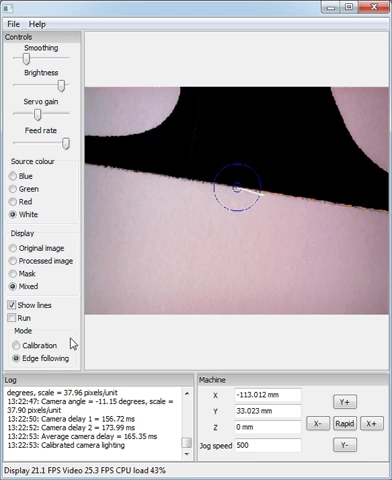 File Help
Controls
Smoothing
Brightness
Servo gain
Feed rate
Source colour
Blue
Green
Red
White
Display
Original image
Processed image
Mask
Mixed
Show lines
Run
Mode
Calibration
Edge following
Log
degrees, scale = 37.96 pixels/unit
13:22:47: Camera angle = -11.15 degrees, scale =
37.90 pixels/unit
13:22:50: Camera delay 1 = 156.72 ms
13:22:53: Camera delay 2 = 173.99 ms
13:22:53: Average camera delay = 165.35 ms
13:22:53: Calibrated camera lighting
Machine
X -113.012 mm
Y 33.023 mm
Z 0 mm
Jog speed 500
Y+
X- Rapid X+
Y-
Display 21.1 FPS Video 25.3 FPS CPU load 43%